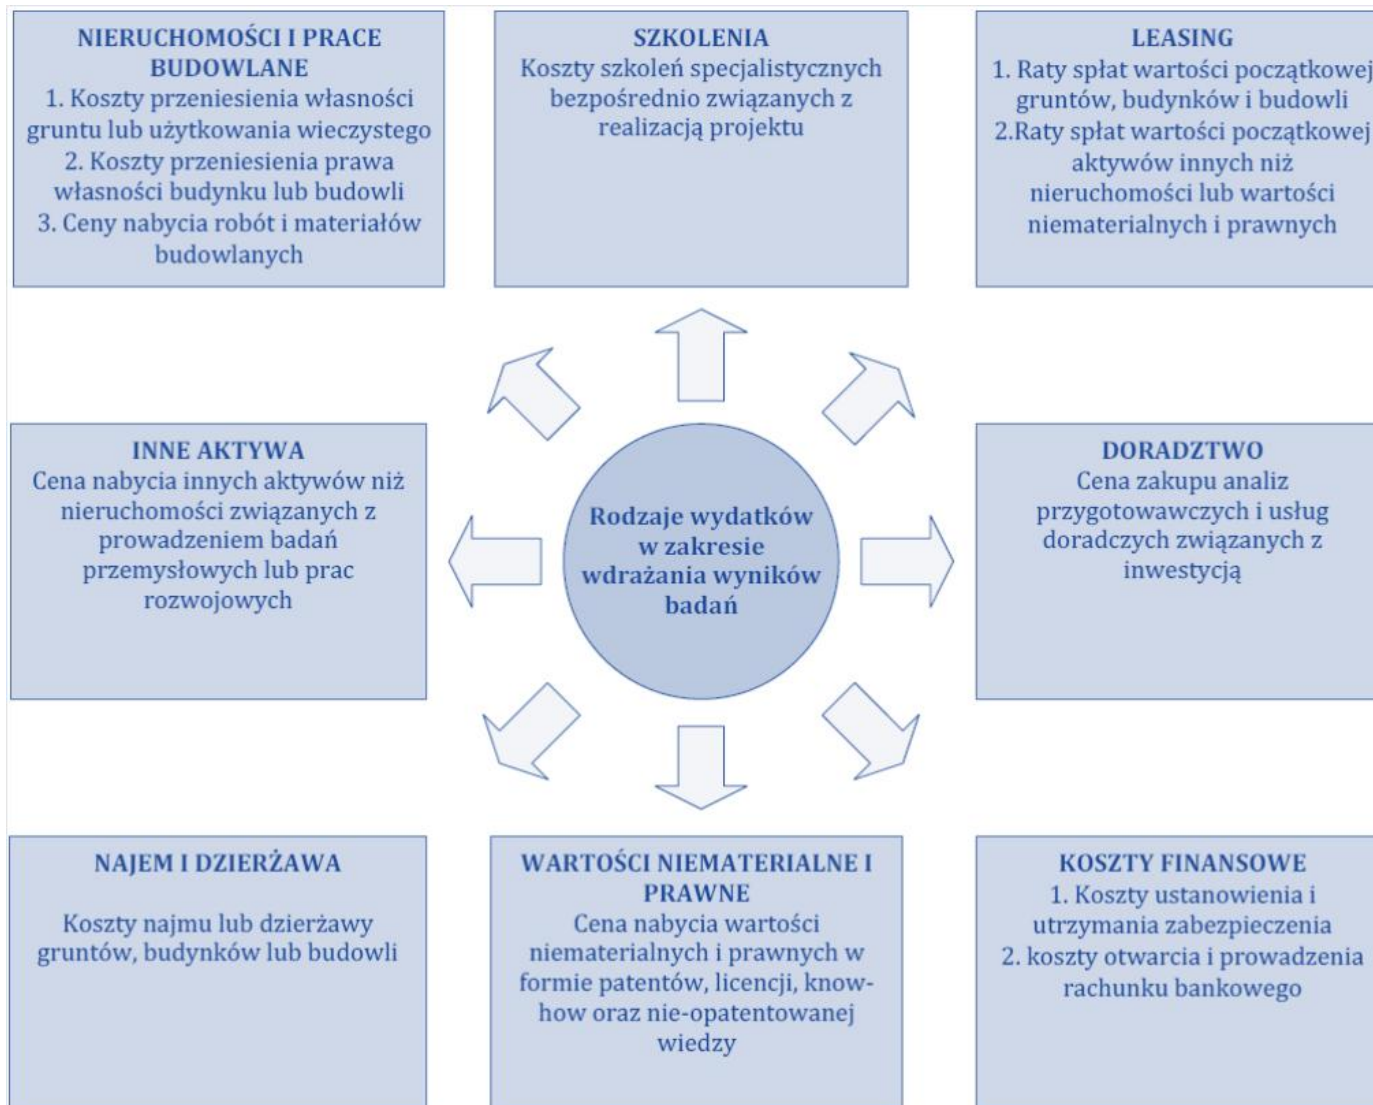 NIERUCHOMOŚCI I PRACE
BUDOWLANE
1. Koszty przeniesienia własności
gruntu lub użytkowania wieczystego
2. Koszty przeniesienia prawa
własności budynku lub budowli
3. Ceny nabycia robót i materiałów
budowlanych
SZKOLENIA
Koszty szkoleń specjalistycznych
bezpośrednio związanych z
realizacją projektu
LEASING
1. Raty spłat wartości początkowej
gruntów, budynków i budowli
2.Raty spłat wartości początkowej
aktywów innych niż
nieruchomości lub wartości
niematerialnych i prawnych
INNE AKTYWA
Cena nabycia innych aktywów niż
nieruchomości związanych z
prowadzeniem badań
przemysłowych lub prac
rozwojowych
Rodzaje wydatków
w zakresie
wdrażania wyników
badań
DORADZTWO
Cena zakupu analiz
przygotowawczych i usług
doradczych związanych z
inwestycją
NAJEM I DZIERŻAWA
Koszty najmu lub dzierżawy
gruntów, budynków lub budowli
WARTOŚCI NIEMATERIALNE I
PRAWNE
Cena nabycia wartości
niematerialnych i prawnych w
formie patentów, licencji, know-
how oraz nie-opatentowanej
wiedzy
KOSZTY FINANSOWE
1. Koszty ustanowienia i
utrzymania zabezpieczenia
2. koszty otwarcia i prowadzenia
rachunku bankowego